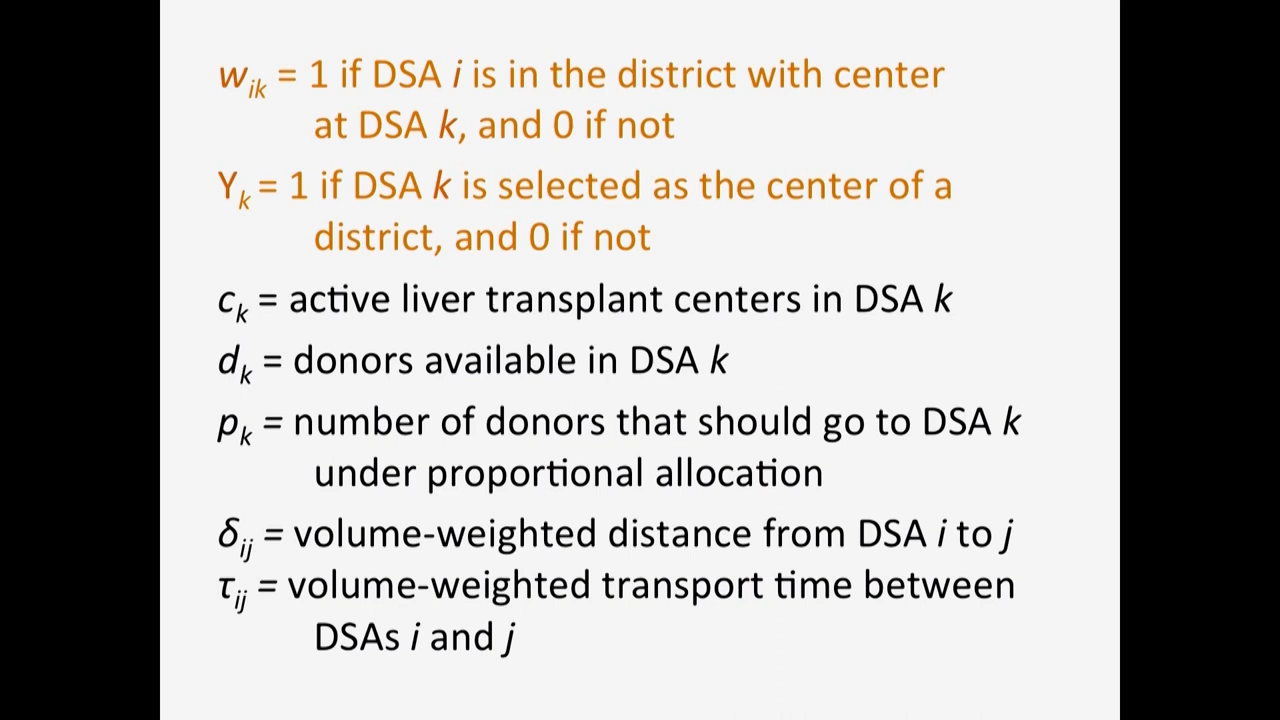 w_ik = 1 if DSA i is in the district with center
at DSA k, and 0 if not
Y_k = 1 if DSA k is selected as the center of a
district, and 0 if not
c_k = active liver transplant centers in DSA k
d_k = donors available in DSA k
p_k = number of donors that should go to DSA k
under proportional allocation
δ_ij = volume-weighted distance from DSA i to j
τ_ij = volume-weighted transport time between
DSAs i and j